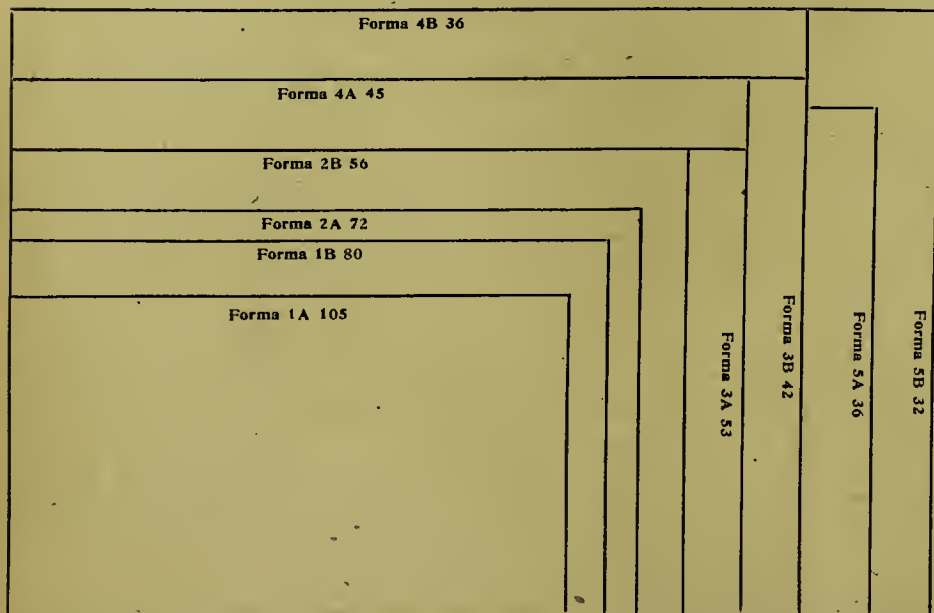 Forma 4B 36
Forma 4A 45
Forma 2B 56
Forma 2A 72
Forma 1B 80
Forma 1A 105
Forma 3A 53
Forma 3B 42
Forma 5A 36
Forma 5B 32